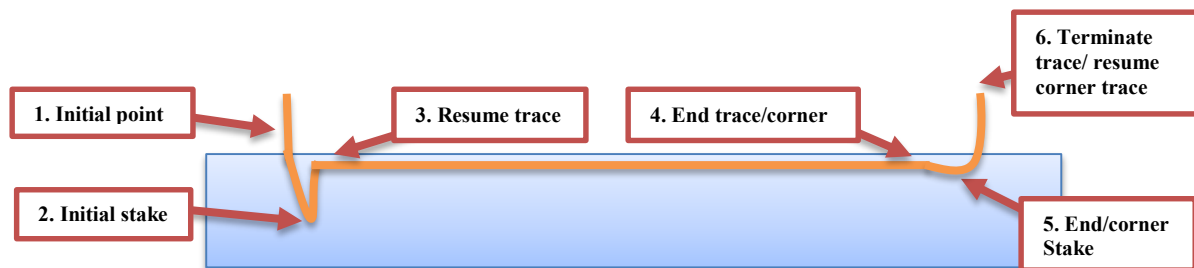 1. Initial point
2. Initial stake
3. Resume trace
4. End trace/corner
5. End/corner
Stake
6. Terminate
trace/ resume
corner trace